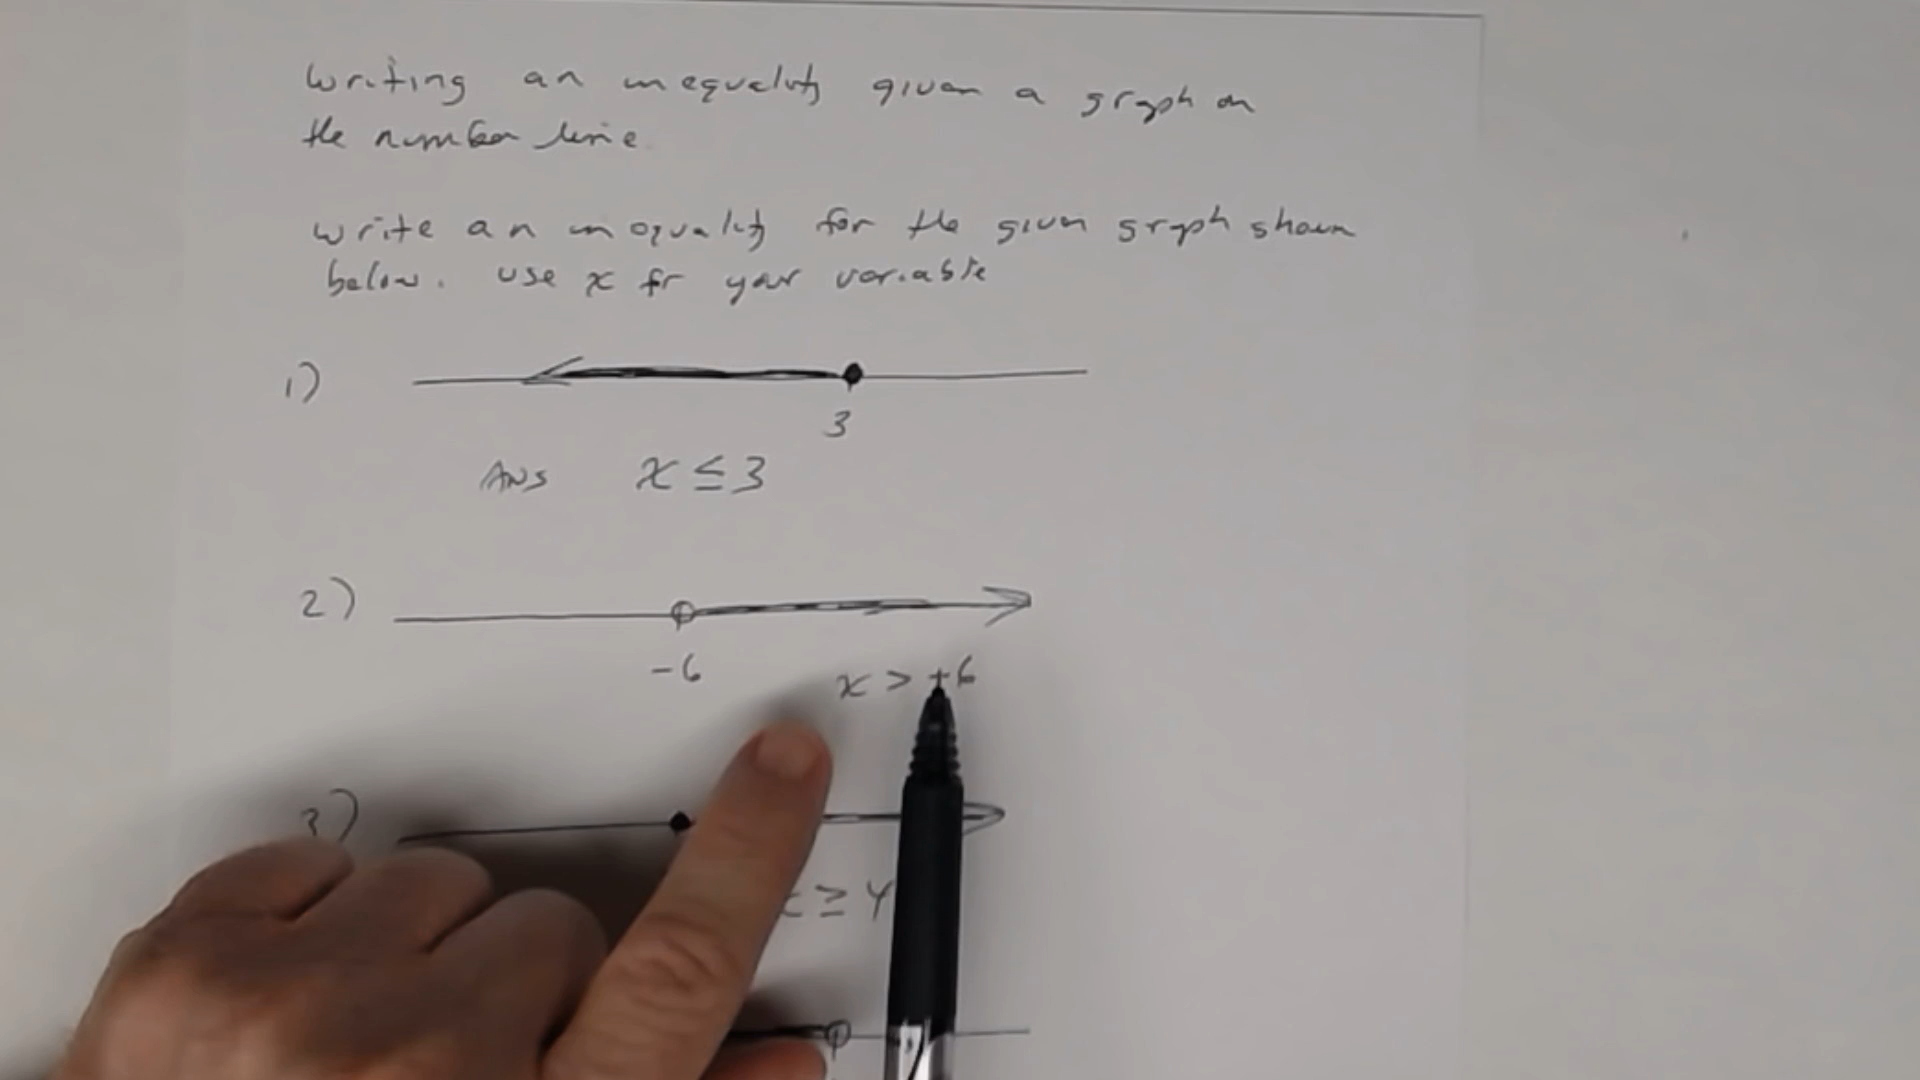 Writing an inequality given a graph on
the number line.
Write an inequality for the given graph shown
below. Use x for your variable
1)
3
Ans x ≤ 3
2)
-6
x > +6
3)
x ≥ 4